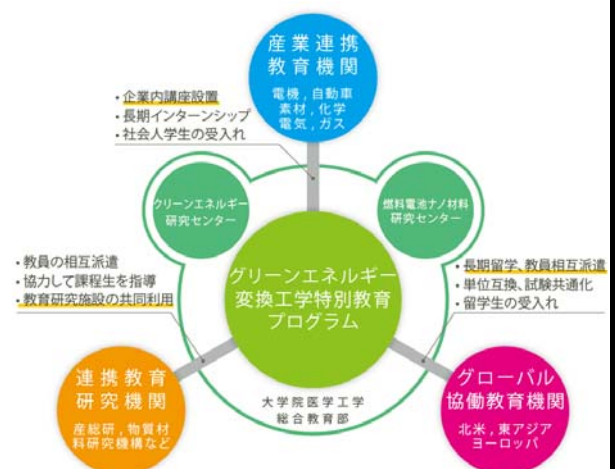 産業連携
教育機関
電機,自動車
素材,化学
電気,ガス
・企業内講座設置
・長期インターンシップ
・社会人学生の受入れ
クリーンエネルギー
研究センター
燃料電池ナノ材料
研究センター
グリーンエネルギー
変換工学特別教育
プログラム
・教員の相互派遣
・協力して課程生を指導
・教育研究施設の共同利用
・長期留学、教員相互派遣
・単位互換、試験共通化
・留学生の受入れ
連携教育
研究機関
産総研,物質材
料研究機構など
大学院医学工学
総合教育部
グローバル
協働教育機関
北米,東アジア
ヨーロッパ